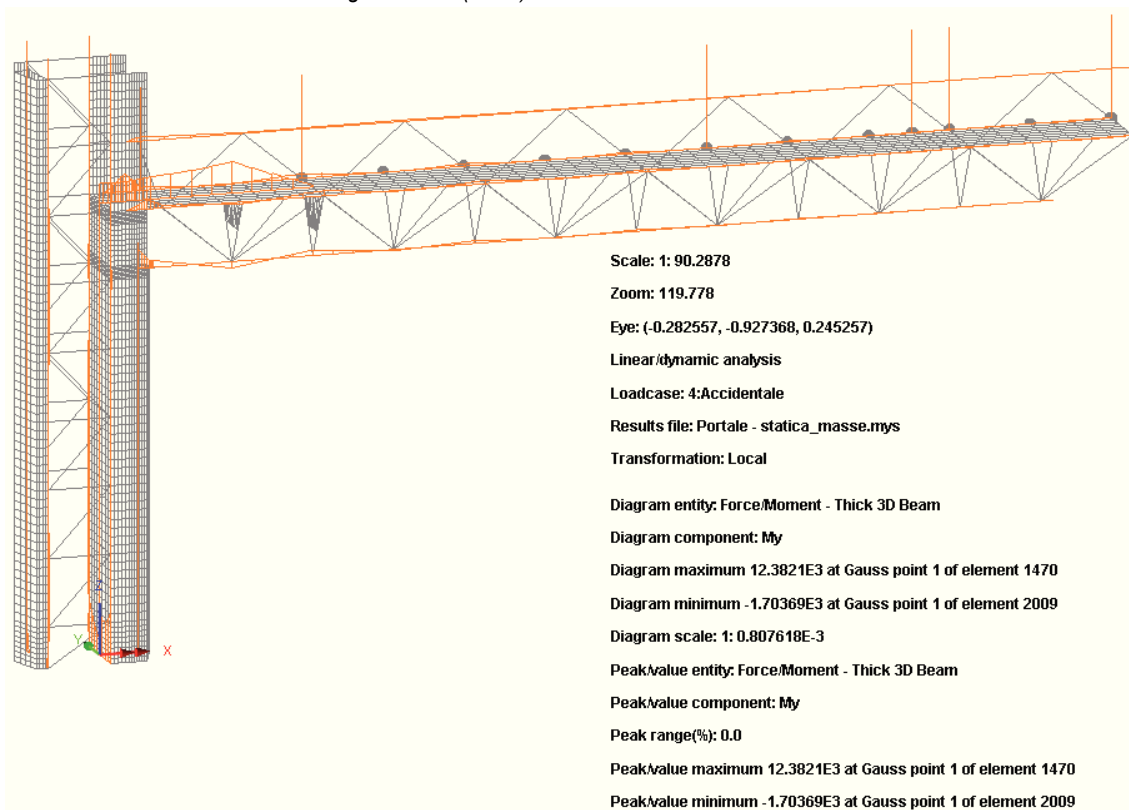 Scale: 1: 90.2878
Zoom: 119.778
Eye: (-0.282557, -0.927368, 0.245257)
Linear/dynamic analysis
Loadcase: 4:Accidentale
Results file: Portale - statica_masse.mys
Transformation: Local
Diagram entity: Force/Moment - Thick 3D Beam
Diagram component: My
Diagram maximum 12.3821E3 at Gauss point 1 of element 1470
Diagram minimum -1.70369E3 at Gauss point 1 of element 2009
Diagram scale: 1: 0.807618E-3
Z
Y
X
Peak/value entity: Force/Moment - Thick 3D Beam
Peak/value component: My
Peak range(%): 0.0
Peak/value maximum 12.3821E3 at Gauss point 1 of element 1470
Peak/value minimum -1.70369E3 at Gauss point 1 of element 2009